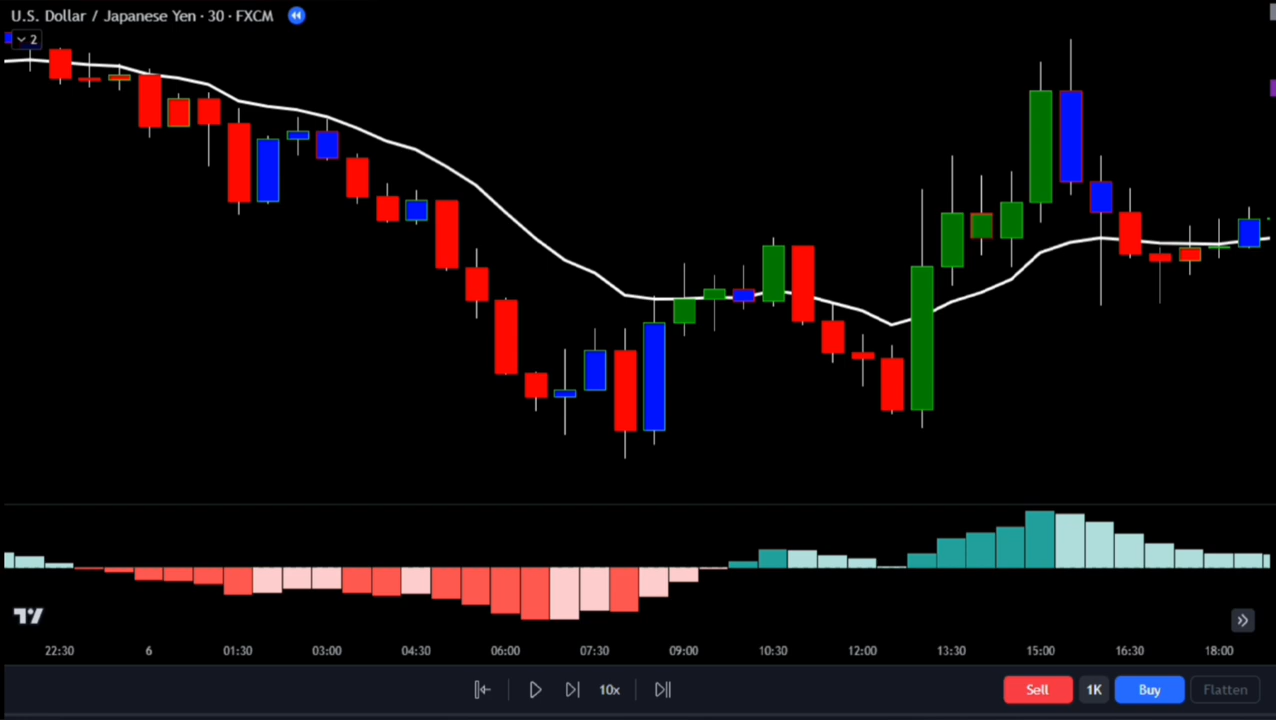 U.S. Dollar / Japanese Yen · 30 · FXCM
2
22:30 6 01:30 03:00 04:30 06:00 07:30 09:00 10:30 12:00 13:30 15:00 16:30 18:00
10x Sell 1K Buy Flatten